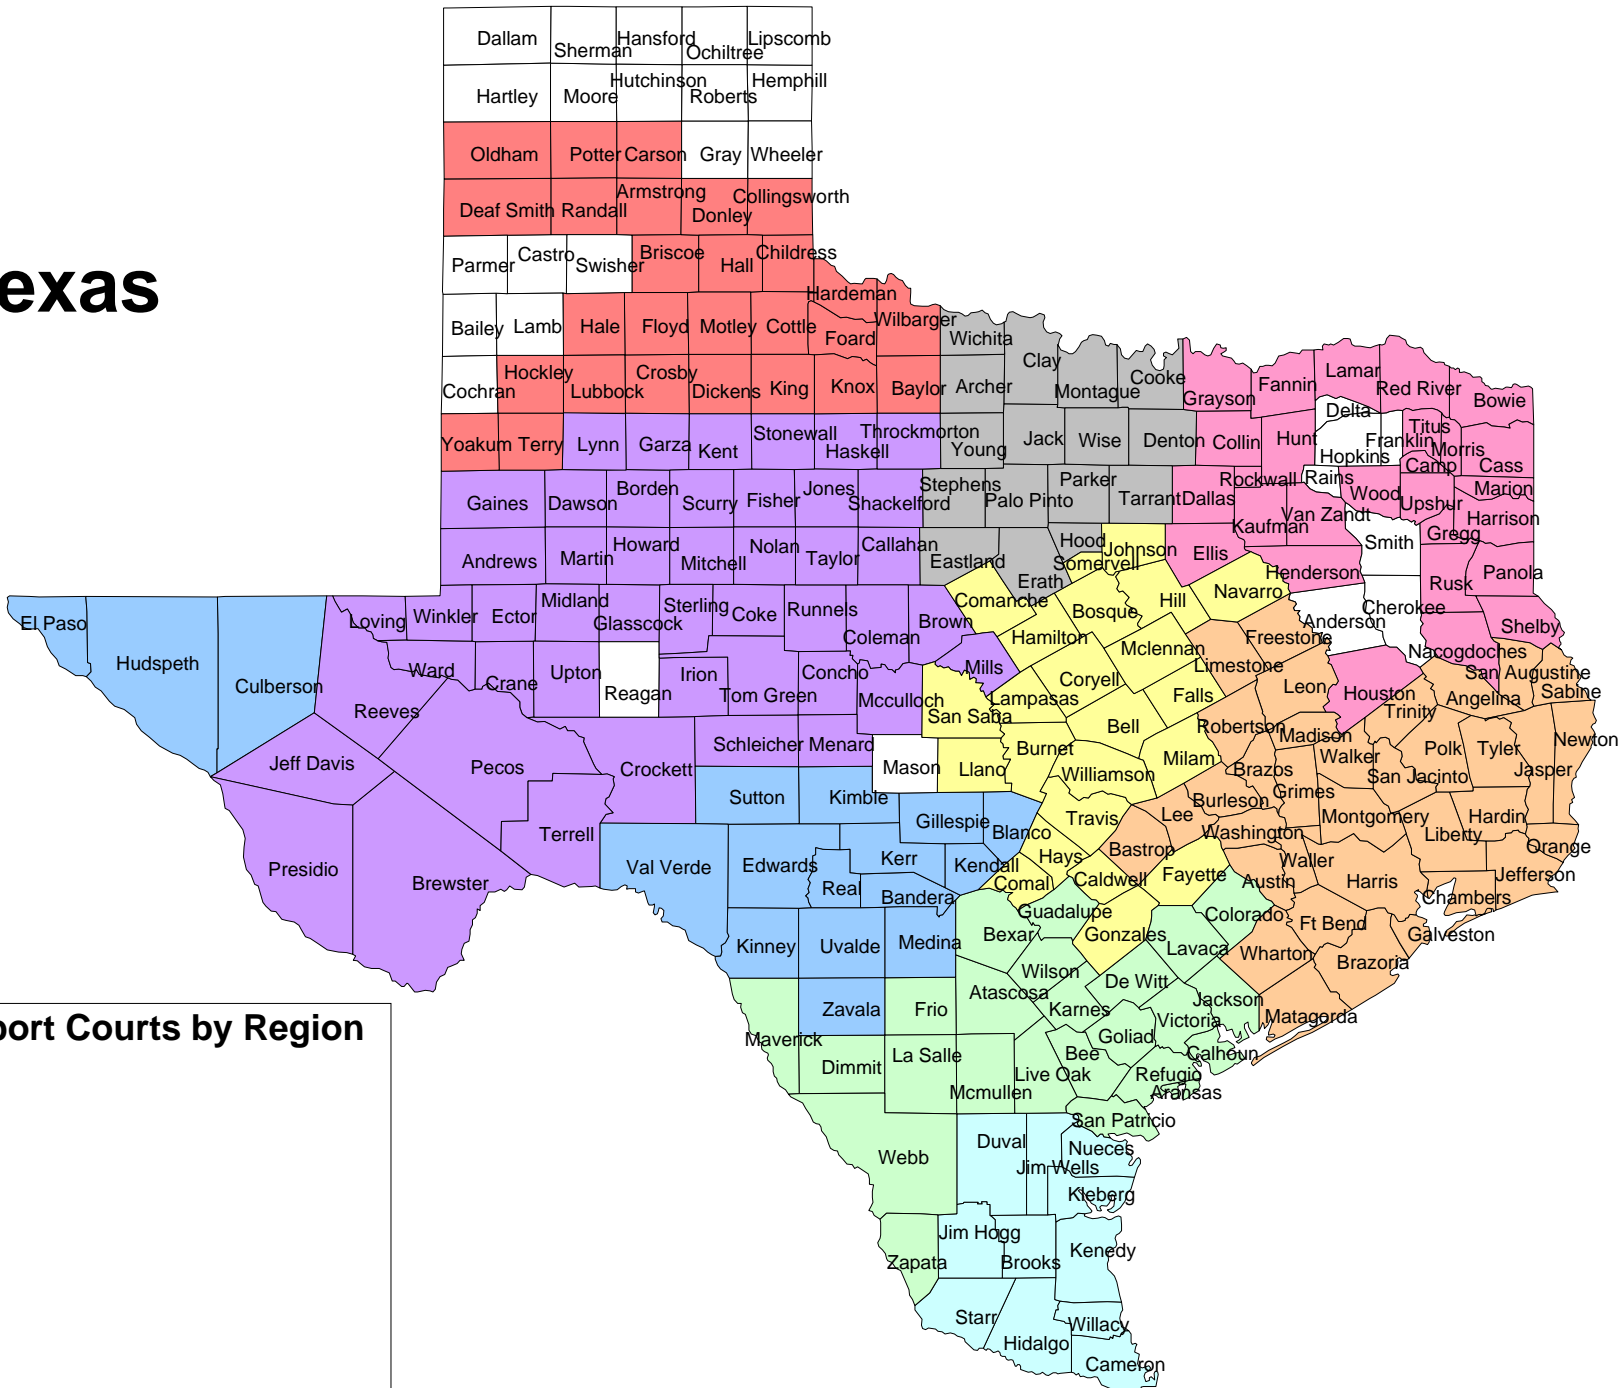 Dallam
Sherman
Hansford
Ochiltree
Lipscomb
Hartley
Moore
Hutchinson
Roberts
Hemphill
Oldham
Potter
Carson
Gray
Wheeler
Deaf Smith
Randall
Armstrong
Donley
Collingsworth
exas
Parmer
Castro
Swisher
Briscoe
Hall
Childress
Hardeman
Bailey
Lamb
Hale
Floyd
Motley
Cottle
Foard
Wilbarger
Wichita
Clay
Montague
Cooke
Grayson
Fannin
Lamar
Red River
Bowie
Cochran
Hockley
Lubbock
Crosby
Dickens
King
Knox
Baylor
Archer
Delta
Yoakum
Terry
Lynn
Garza
Kent
Stonewall
Haskell
Throckmorton
Young
Jack
Wise
Denton
Collin
Hunt
Hopkins
Franklin
Titus
Morris
Camp
Cass
Gaines
Dawson
Borden
Scurry
Fisher
Jones
Shackelford
Stephens
Palo Pinto
Parker
Tarrant
Dallas
Rockwall
Rains
Wood
Upshur
Marion
Kaufman
Van Zandt
Gregg
Harrison
Andrews
Martin
Howard
Mitchell
Nolan
Taylor
Callahan
Eastland
Erath
Hood
Somervell
Johnson
Ellis
Henderson
Smith
Rusk
Panola
El Paso
Hudspeth
Culberson
Loving
Winkler
Ector
Midland
Glasscock
Sterling
Coke
Runnels
Coleman
Brown
Comanche
Hamilton
Bosque
Hill
Navarro
Freestone
Anderson
Cherokee
Nacogdoches
Shelby
Reeves
Ward
Crane
Upton
Reagan
Irion
Tom Green
Concho
Mcculloch
Mills
San Saba
Lampasas
Coryell
Mclennan
Limestone
Falls
Leon
Houston
Trinity
Angelina
San Augustine
Sabine
Jeff Davis
Pecos
Crockett
Schleicher
Menard
Mason
Llano
Burnet
Bell
Williamson
Milam
Robertson
Madison
Brazos
Walker
Grimes
San Jacinto
Polk
Tyler
Jasper
Newton
Presidio
Brewster
Terrell
Sutton
Kimble
Gillespie
Blanco
Travis
Lee
Burleson
Washington
Montgomery
Liberty
Hardin
Orange
Val Verde
Edwards
Real
Kerr
Bandera
Kendall
Comal
Hays
Caldwell
Bastrop
Fayette
Austin
Waller
Harris
Chambers
Jefferson
Kinney
Uvalde
Medina
Bexar
Guadalupe
Gonzales
Lavaca
Colorado
Wharton
Ft Bend
Brazoria
Galveston
Zavala
Frio
Atascosa
Wilson
Karnes
De Witt
Jackson
Victoria
Matagorda
port Courts by Region
Maverick
Dimmit
La Salle
Mcmullen
Live Oak
Bee
Goliad
Refugio
Calhoun
Aransas
San Patricio
Webb
Duval
Jim Wells
Nueces
Kleberg
Zapata
Jim Hogg
Brooks
Kenedy
Starr
Hidalgo
Willacy
Cameron